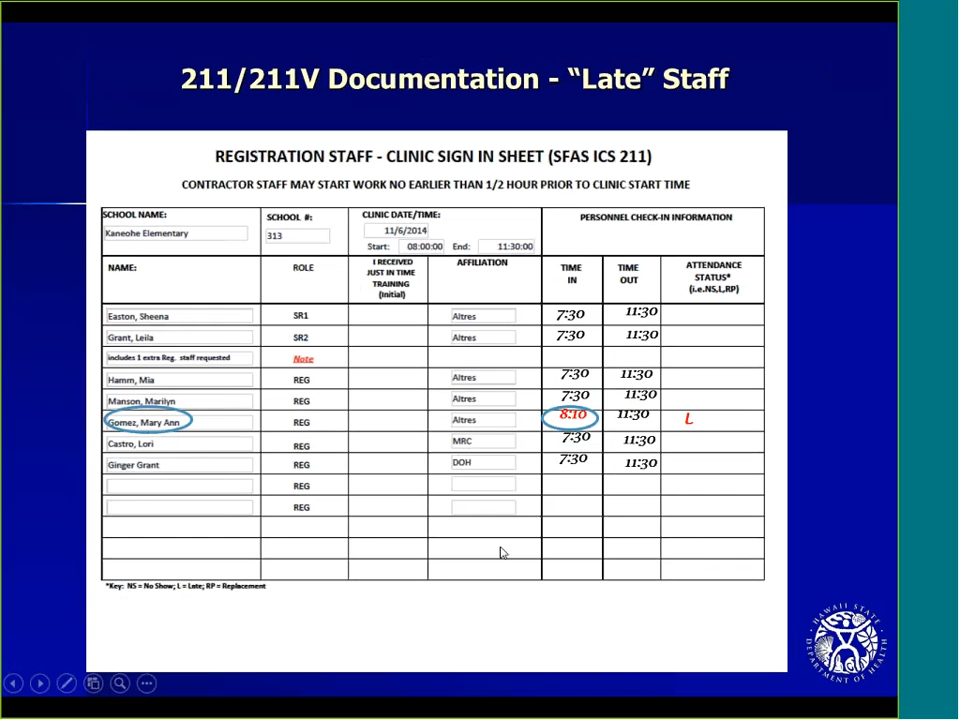 211/211V Documentation - “Late” Staff
REGISTRATION STAFF - CLINIC SIGN IN SHEET (SFAS ICS 211)
CONTRACTOR STAFF MAY START WORK NO EARLIER THAN 1/2 HOUR PRIOR TO CLINIC START TIME
SCHOOL NAME: SCHOOL #: CLINIC DATE/TIME: PERSONNEL CHECK-IN INFORMATION
Kaneohe Elementary 313 11/6/2014
Start: 08:00:00 End: 11:30:00
NAME: ROLE I RECEIVED JUST IN TIME TRAINING (Initial) AFFILIATION TIME IN TIME OUT ATTENDANCE STATUS* (i.e.NS,L,RP)
Easton, Sheena SR1 Altres 7:30 11:30
Grant, Leila SR2 Altres 7:30 11:30
includes 1 extra Reg. staff requested Note
Hamm, Mia REG Altres 7:30 11:30
Manson, Marilyn REG Altres 7:30 11:30
Gomez, Mary Ann REG Altres 8:10 11:30 L
Castro, Lori REG MRC 7:30 11:30
Ginger Grant REG DOH 7:30 11:30
REG
REG
*Key: NS = No Show; L = Late; RP = Replacement
HAWAII STATE
DEPARTMENT OF HEALTH